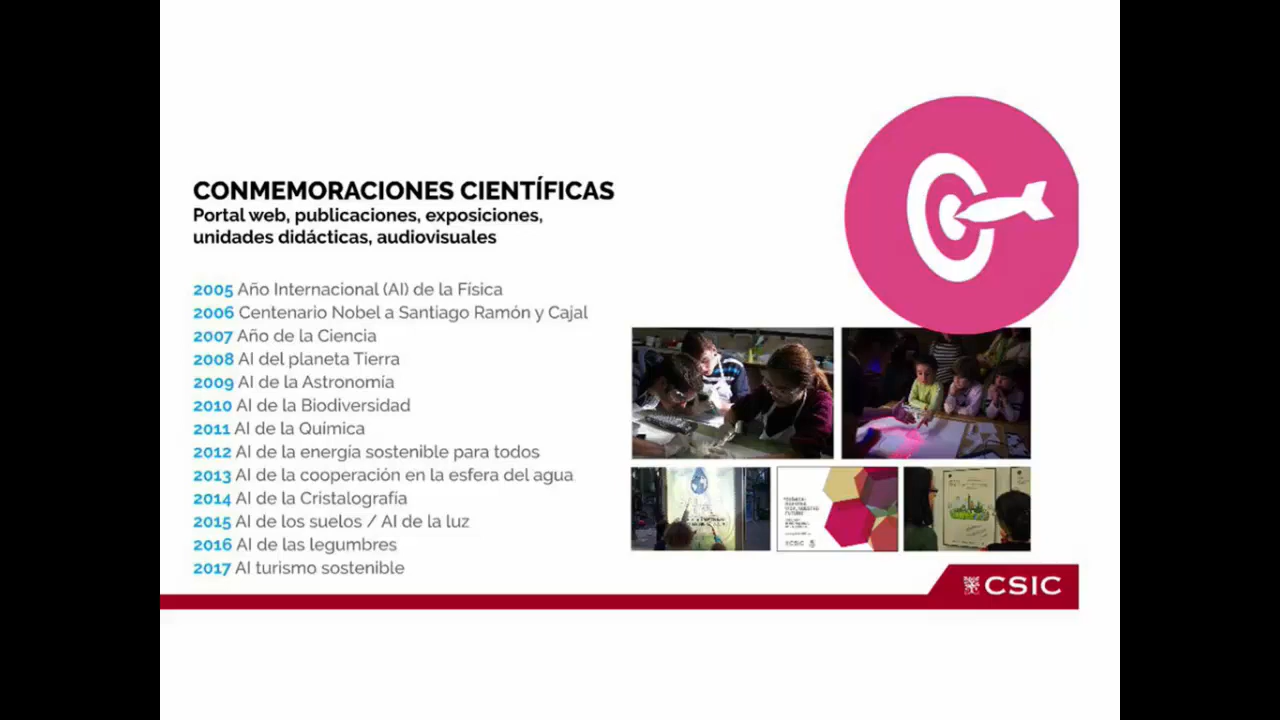 CONMEMORACIONES CIENTÍFICAS
Portal web, publicaciones, exposiciones,
unidades didácticas, audiovisuales
2005 Año Internacional (AI) de la Física
2006 Centenario Nobel a Santiago Ramón y Cajal
2007 Año de la Ciencia
2008 AI del planeta Tierra
2009 AI de la Astronomía
2010 AI de la Biodiversidad
2011 AI de la Química
2012 AI de la energía sostenible para todos
2013 AI de la cooperación en la esfera del agua
2014 AI de la Cristalografía
2015 AI de los suelos / AI de la luz
2016 AI de las legumbres
2017 AI turismo sostenible
CSIC
CSIC